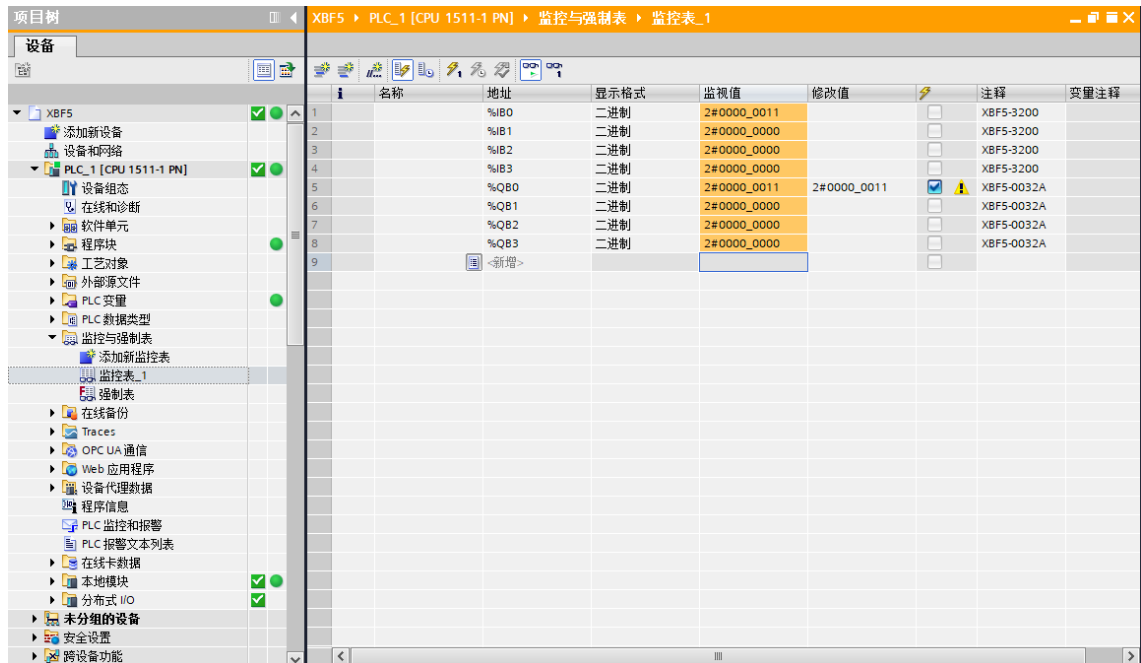 项目树
XBF5 ▸ PLC_1 [CPU 1511-1 PN] ▸ 监控与强制表 ▸ 监控表_1
设备
i 名称 地址 显示格式 监视值 修改值 注释 变量注释
1 %IB0 二进制 2#0000_0011 XBF5-3200
2 %IB1 二进制 2#0000_0000 XBF5-3200
3 %IB2 二进制 2#0000_0000 XBF5-3200
4 %IB3 二进制 2#0000_0000 XBF5-3200
5 %QB0 二进制 2#0000_0011 2#0000_0011 XBF5-0032A
6 %QB1 二进制 2#0000_0000 XBF5-0032A
7 %QB2 二进制 2#0000_0000 XBF5-0032A
8 %QB3 二进制 2#0000_0000 XBF5-0032A
9 <新增>
XBF5
添加新设备
设备和网络
PLC_1 [CPU 1511-1 PN]
设备组态
在线和诊断
软件单元
程序块
工艺对象
外部源文件
PLC 变量
PLC 数据类型
监控与强制表
添加新监控表
监控表_1
强制表
在线备份
Traces
OPC UA 通信
Web 应用程序
设备代理数据
程序信息
PLC 监控和报警
PLC 报警文本列表
在线卡数据
本地模块
分布式 I/O
未分组的设备
安全设置
跨设备功能